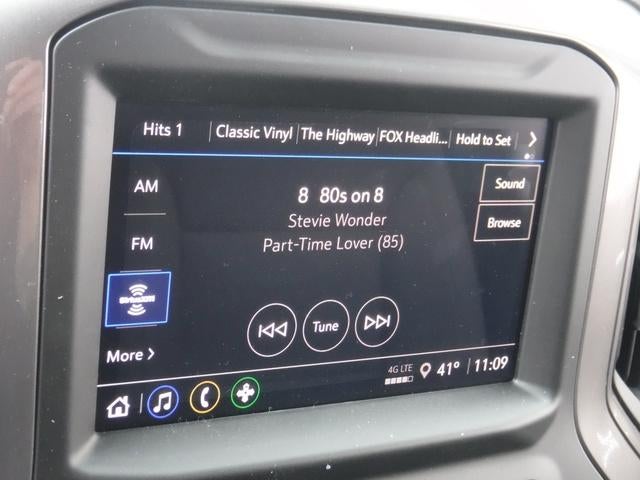 Hits 1 Classic Vinyl The Highway FOX Headli... Hold to Set >
AM
8 80s on 8
Sound
Stevie Wonder
Browse
FM
Part-Time Lover (85)
SiriusXM
Tune
More >
4G LTE
41° 11:09